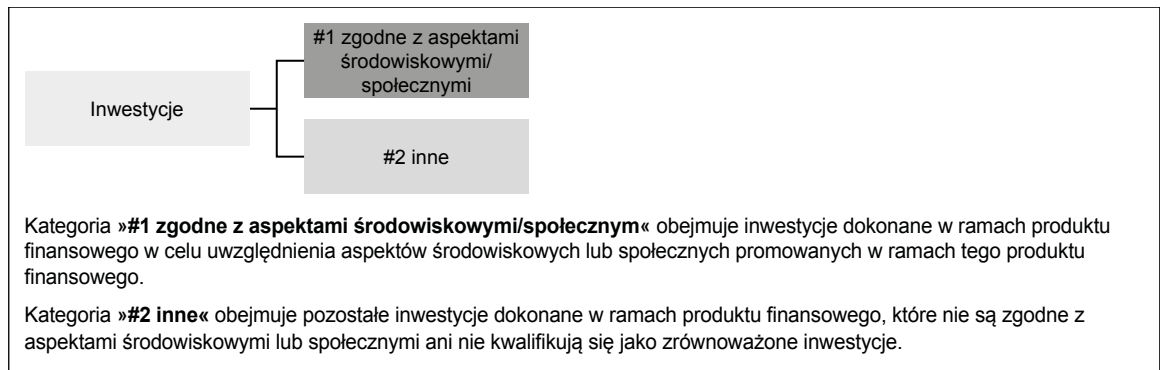 #1 zgodne z aspektami
środowiskowymi/
społecznymi
Inwestycje
#2 inne
Kategoria »#1 zgodne z aspektami środowiskowymi/społecznym« obejmuje inwestycje dokonane w ramach produktu
finansowego w celu uwzględnienia aspektów środowiskowych lub społecznych promowanych w ramach tego produktu
finansowego.
Kategoria »#2 inne« obejmuje pozostałe inwestycje dokonane w ramach produktu finansowego, które nie są zgodne z
aspektami środowiskowymi lub społecznymi ani nie kwalifikują się jako zrównoważone inwestycje.